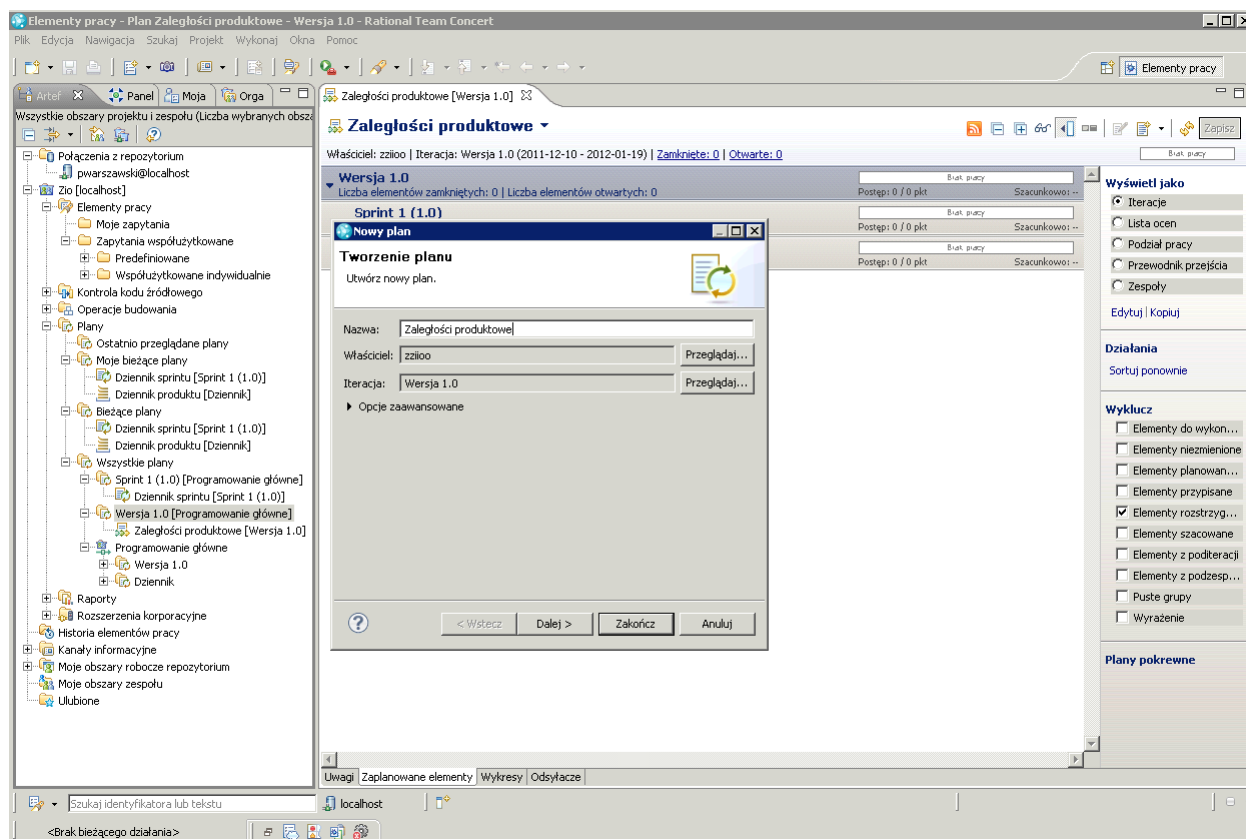 Elementy pracy - Plan Zaległości produktowe - Wersja 1.0 - Rational Team Concert
Plik Edycja Nawigacja Szukaj Projekt Wykonaj Okna Pomoc
Elementy pracy
Artef Panel Moja Orga
Wszystkie obszary projektu i zespołu (Liczba wybranych obsza
Połączenia z repozytorium
pwarszawski@localhost
Zio [localhost]
Elementy pracy
Moje zapytania
Zapytania współużytkowane
Predefiniowane
Współużytkowane indywidualnie
Kontrola kodu źródłowego
Operacje budowania
Plany
Ostatnio przeglądane plany
Moje bieżące plany
Dziennik sprintu [Sprint 1 (1.0)]
Dziennik produktu [Dziennik]
Bieżące plany
Dziennik sprintu [Sprint 1 (1.0)]
Dziennik produktu [Dziennik]
Wszystkie plany
Sprint 1 (1.0) [Programowanie główne]
Dziennik sprintu [Sprint 1 (1.0)]
Wersja 1.0 [Programowanie główne]
Zaległości produktowe [Wersja 1.0]
Programowanie główne
Wersja 1.0
Dziennik
Raporty
Rozszerzenia korporacyjne
Historia elementów pracy
Kanały informacyjne
Moje obszary robocze repozytorium
Moje obszary zespołu
Ulubione
Zaległości produktowe [Wersja 1.0]
Zaległości produktowe
Zapisz
Właściciel: zziioo | Iteracja: Wersja 1.0 (2011-12-10 - 2012-01-19) | Zamknięte: 0 | Otwarte: 0
Brak pracy
Wersja 1.0
Brak pracy
Liczba elementów zamkniętych: 0 | Liczba elementów otwartych: 0
Postęp: 0 / 0 pkt Szacunkowo: --
Sprint 1 (1.0)
Brak pracy
Postęp: 0 / 0 pkt Szacunkowo: --
Brak pracy
Postęp: 0 / 0 pkt Szacunkowo: --
Nowy plan
Tworzenie planu
Utwórz nowy plan.
Nazwa: Zaległości produktowe
Właściciel: zziioo Przeglądaj...
Iteracja: Wersja 1.0 Przeglądaj...
Opcje zaawansowane
< Wstecz Dalej > Zakończ Anuluj
Wyświetl jako
Iteracje
Lista ocen
Podział pracy
Przewodnik przejścia
Zespoły
Edytuj | Kopiuj
Działania
Sortuj ponownie
Wyklucz
Elementy do wykon...
Elementy niezmienione
Elementy planowan...
Elementy przypisane
Elementy rozstrzyg...
Elementy szacowane
Elementy z poditeracji
Elementy z podzesp...
Puste grupy
Wyrażenie
Plany pokrewne
Uwagi Zaplanowane elementy Wykresy Odsyłacze
Szukaj identyfikatora lub tekstu
localhost
<Brak bieżącego działania>